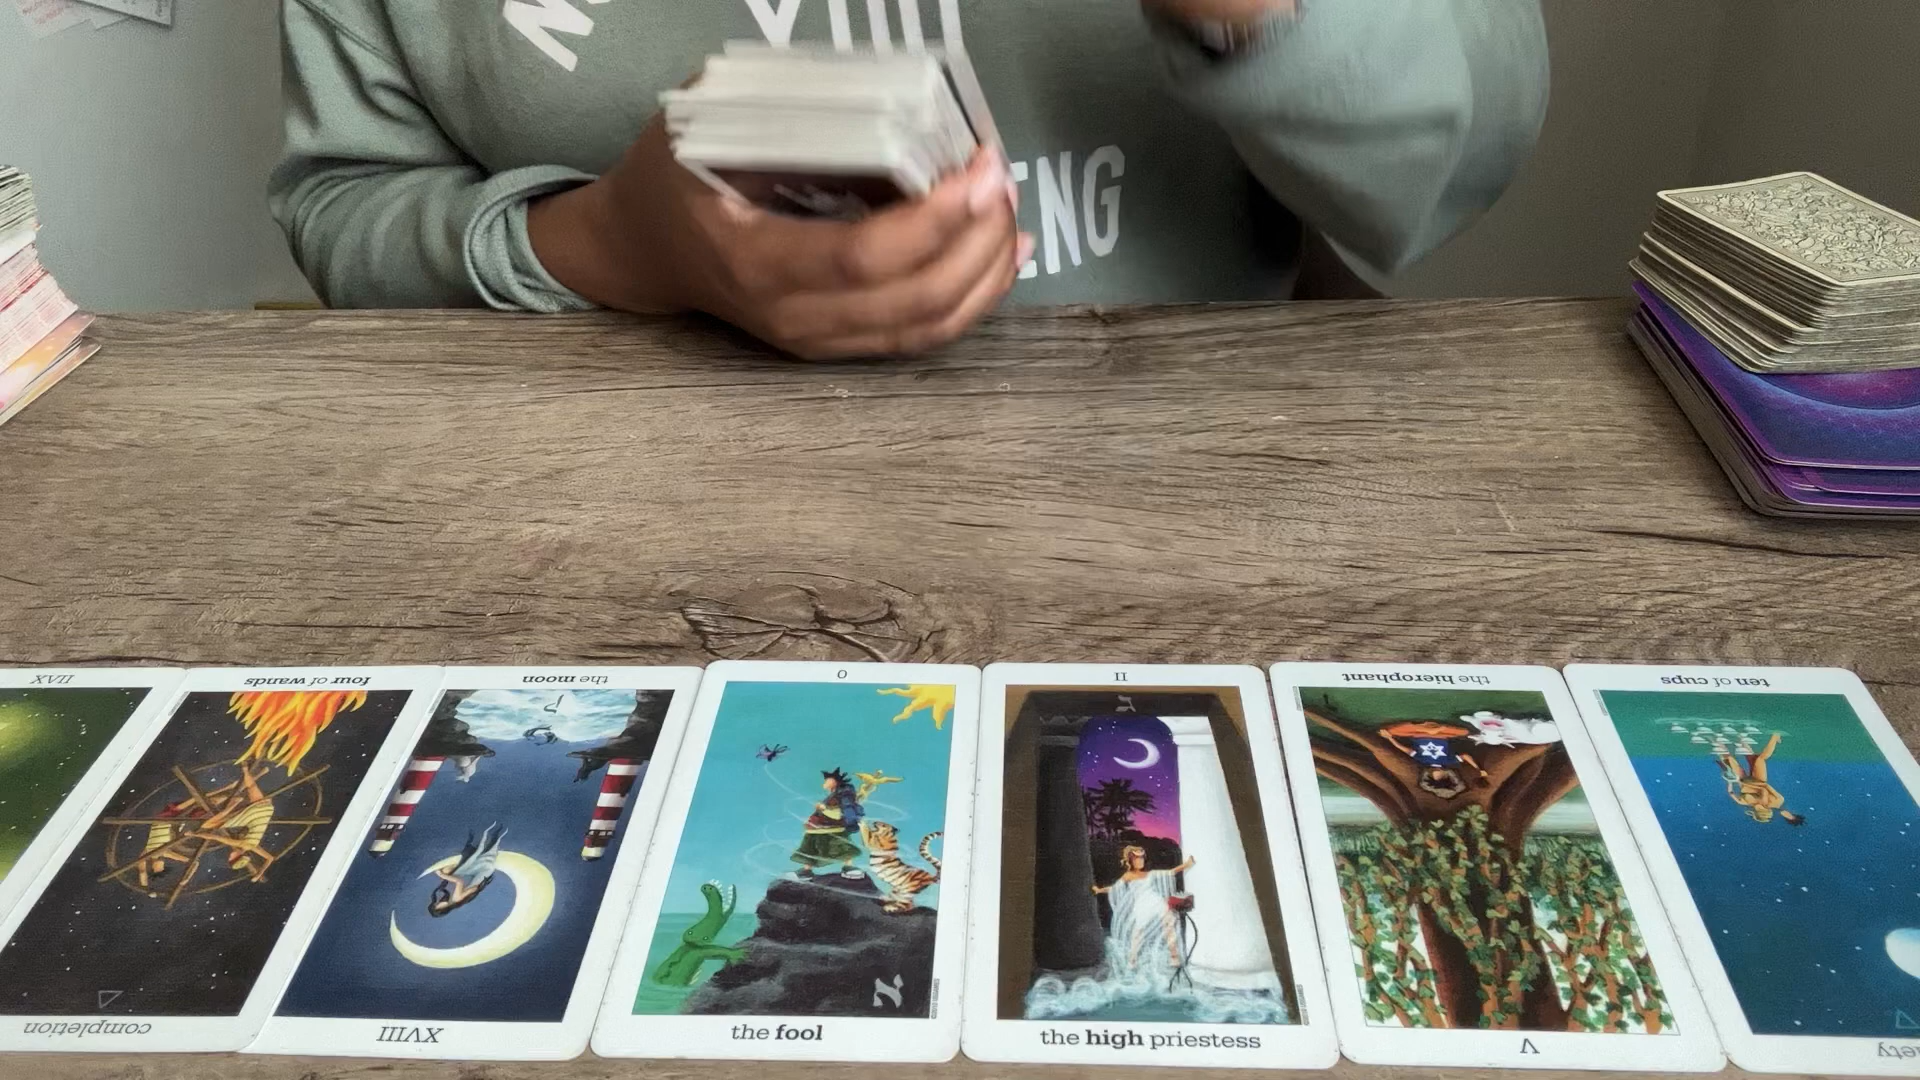 ENG
XVII
four of wands
completion
the moon
XVIII
0
the fool
א
II
ג
the high priestess
the hierophant
V
ten of cups